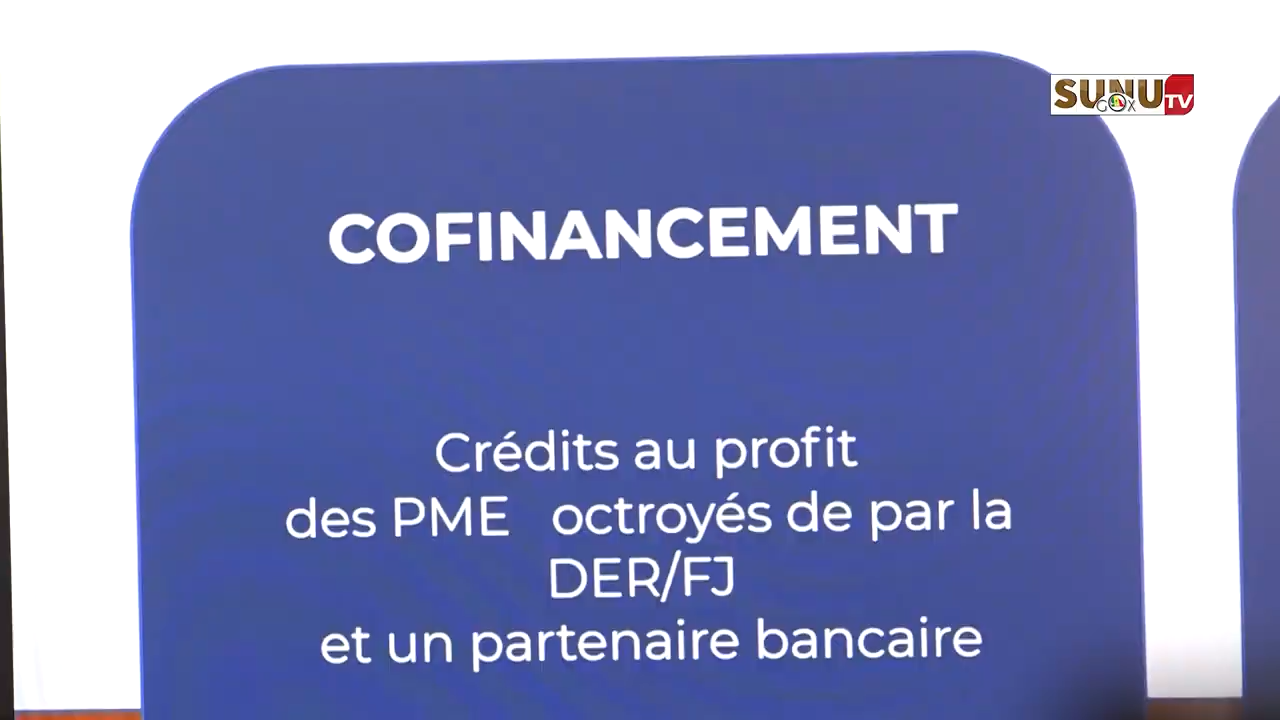 SUNU
GOX
TV
COFINANCEMENT
Crédits au profit
des PME octroyés de par la
DER/FJ
et un partenaire bancaire